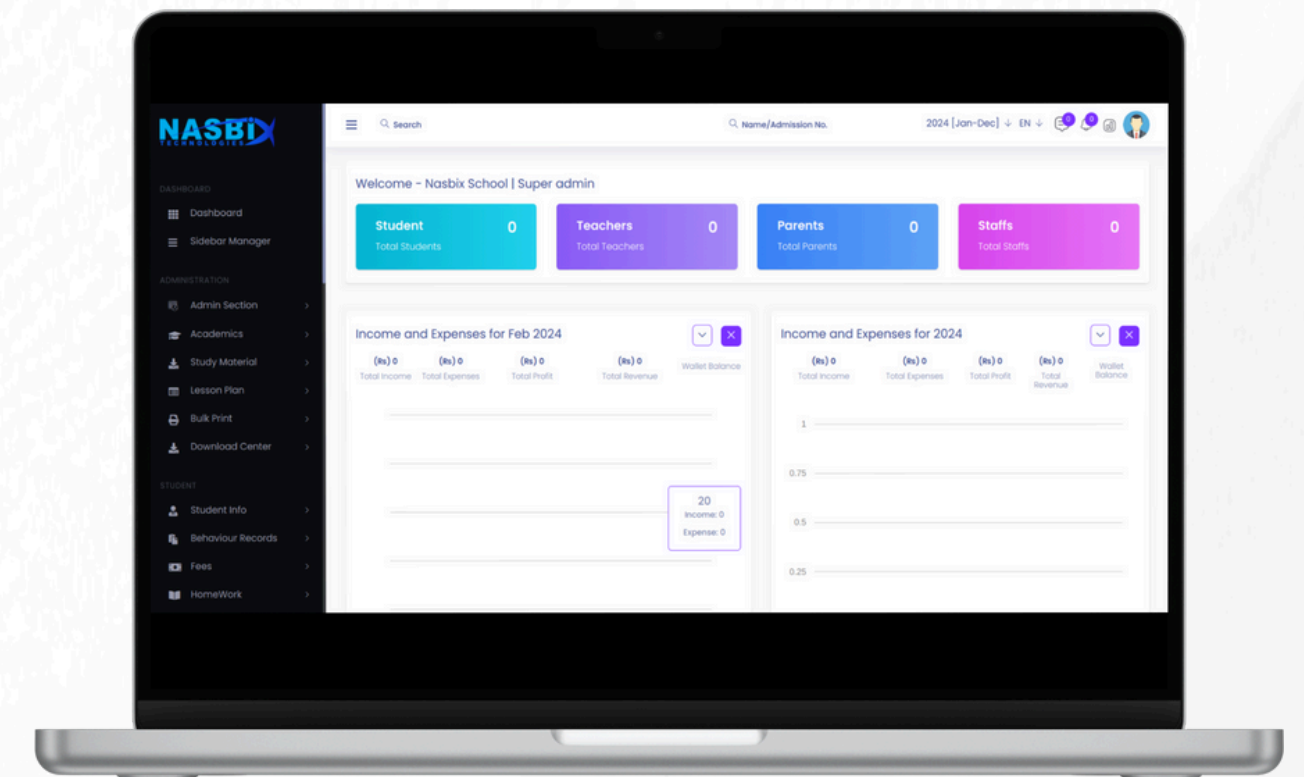 NASBIX
TECHNOLOGIES
DASHBOARD
Dashboard
Sidebar Manager
ADMINISTRATION
Admin Section
Academics
Study Material
Lesson Plan
Bulk Print
Download Center
STUDENT
Student Info
Behaviour Records
Fees
HomeWork
Search
Name/Admission No.
2024 [Jan-Dec]
EN
0
0
Welcome - Nasbix School | Super admin
Student 0
Total Students
Teachers 0
Total Teachers
Parents 0
Total Parents
Staffs 0
Total Staffs
Income and Expenses for Feb 2024
(Rs) 0 (Rs) 0 (Rs) 0 (Rs) 0
Total Income Total Expenses Total Profit Total Revenue Wallet Balance
20
Income: 0
Expense: 0
Income and Expenses for 2024
(Rs) 0 (Rs) 0 (Rs) 0 (Rs) 0
Total Income Total Expenses Total Profit Total Revenue Wallet Balance
1
0.75
0.5
0.25